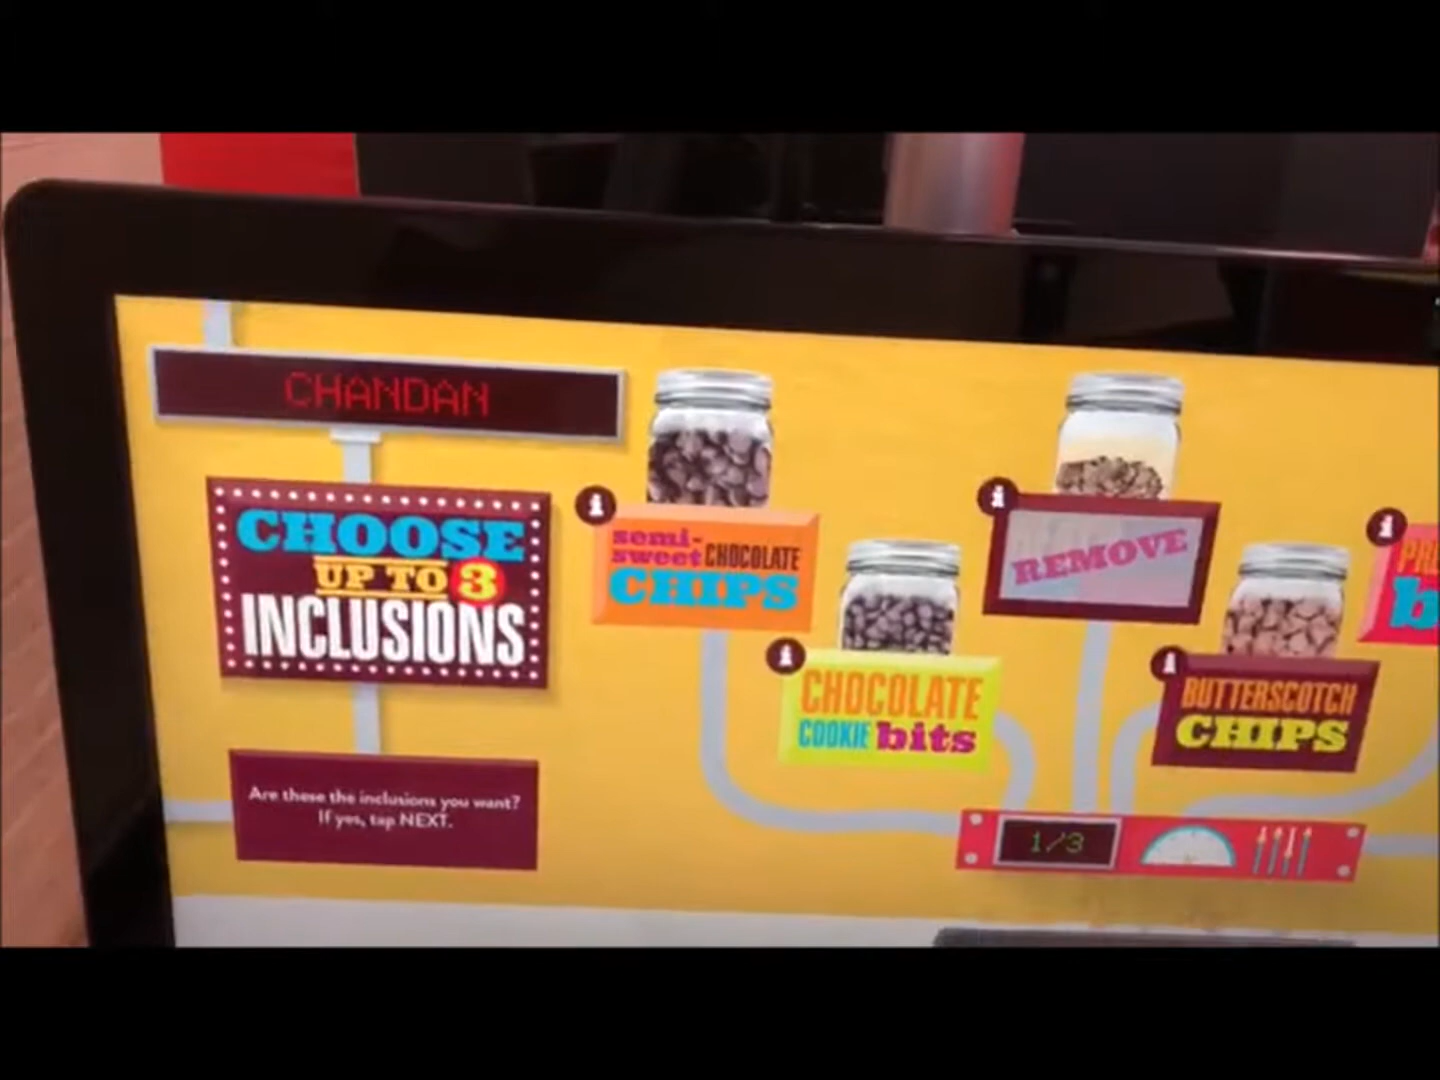 CHANDAN
CHOOSE
UP TO 3
INCLUSIONS
Are these the inclusions you want?
If yes, tap NEXT.
i
semi-
sweet CHOCOLATE
CHIPS
i
CHOCOLATE
COOKIE bits
i
REMOVE
i
BUTTERSCOTCH
CHIPS
i
1/3